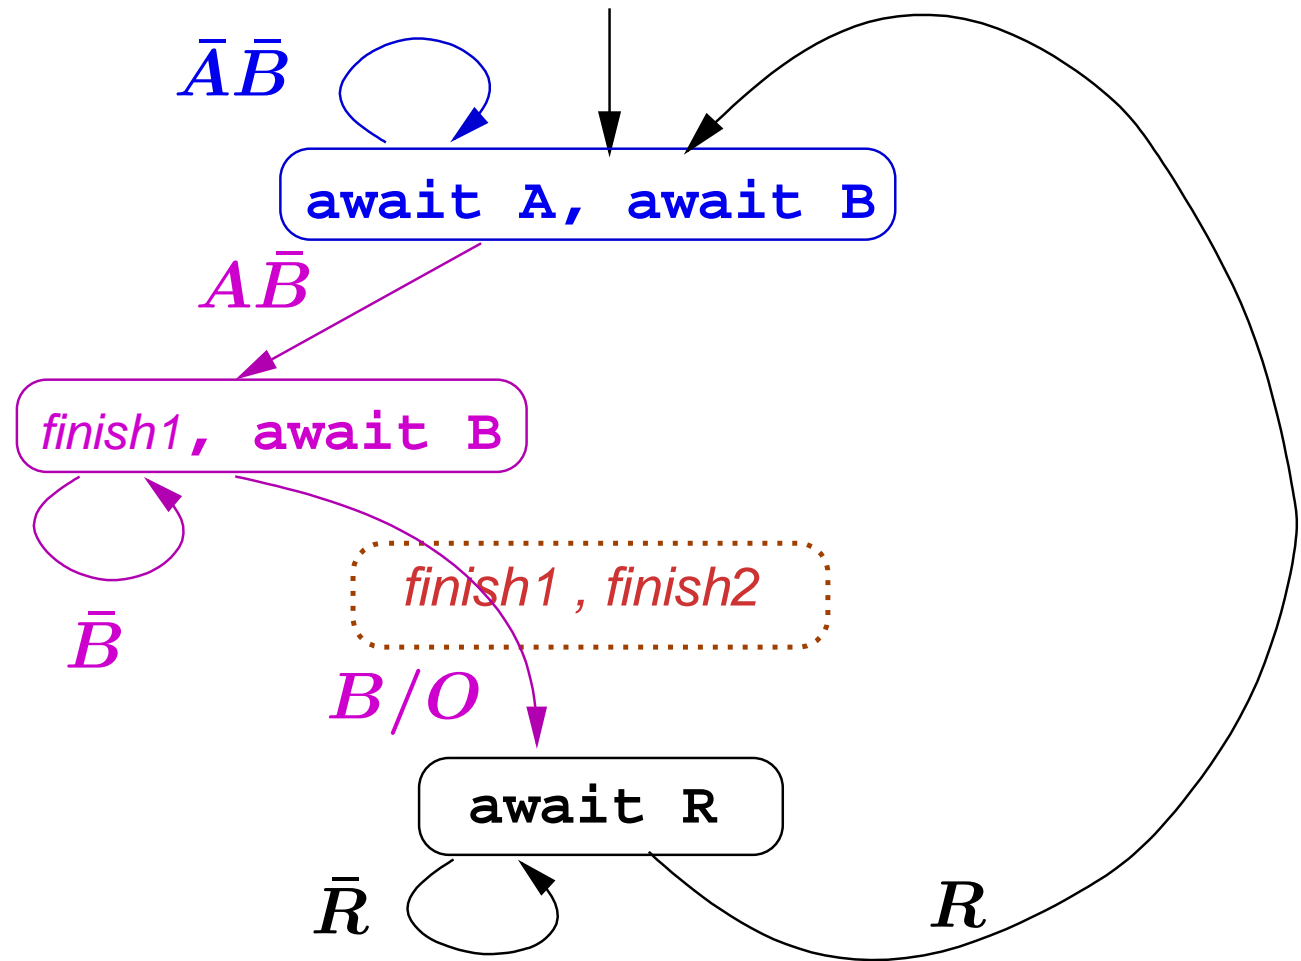 ĀB̄
await A, await B
AB̄
finish1, await B
finish1 , finish2
B̄
B/O
await R
R̄
R